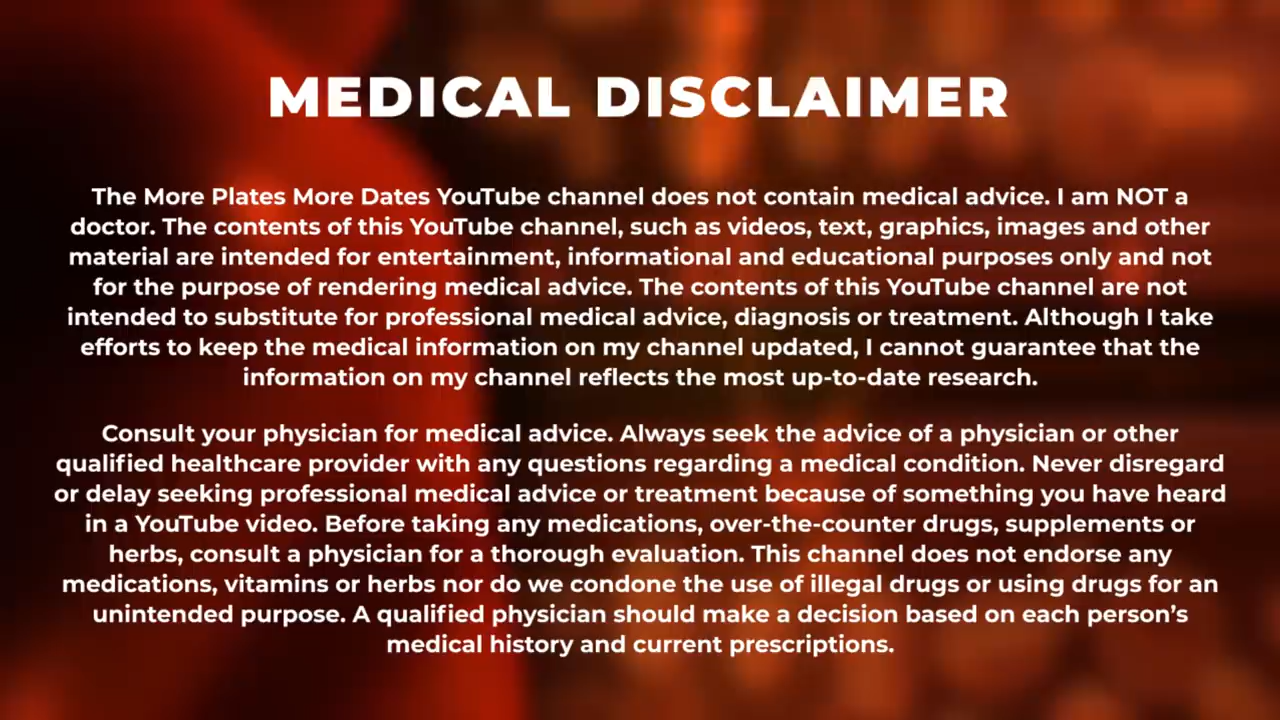 MEDICAL DISCLAIMER
The More Plates More Dates YouTube channel does not contain medical advice. I am NOT a
doctor. The contents of this YouTube channel, such as videos, text, graphics, images and other
material are intended for entertainment, informational and educational purposes only and not
for the purpose of rendering medical advice. The contents of this YouTube channel are not
intended to substitute for professional medical advice, diagnosis or treatment. Although I take
efforts to keep the medical information on my channel updated, I cannot guarantee that the
information on my channel reflects the most up-to-date research.
Consult your physician for medical advice. Always seek the advice of a physician or other
qualified healthcare provider with any questions regarding a medical condition. Never disregard
or delay seeking professional medical advice or treatment because of something you have heard
in a YouTube video. Before taking any medications, over-the-counter drugs, supplements or
herbs, consult a physician for a thorough evaluation. This channel does not endorse any
medications, vitamins or herbs nor do we condone the use of illegal drugs or using drugs for an
unintended purpose. A qualified physician should make a decision based on each person’s
medical history and current prescriptions.